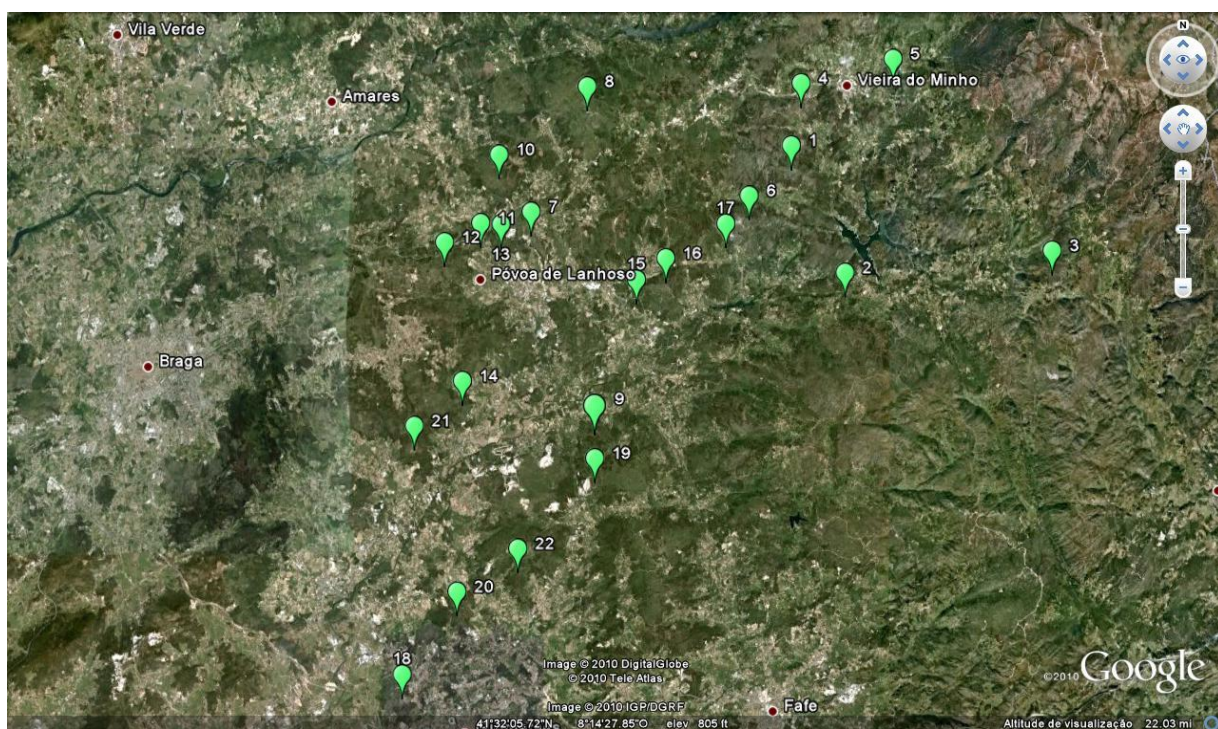 N
Vila Verde
5
8
4
Vieira do Minho
Amares
1
10
6
7
17
11
12
3
13
16
2
15
Póvoa de Lanhoso
Braga
14
9
21
19
22
20
18
Image © 2010 DigitalGlobe
© 2010 Tele Atlas
©2010 Google
Image © 2010 IGP/DGRF
Fafe
41°32'05.72"N 8°14'27.85"O elev 805 ft Altitude de visualização 22.03 mi